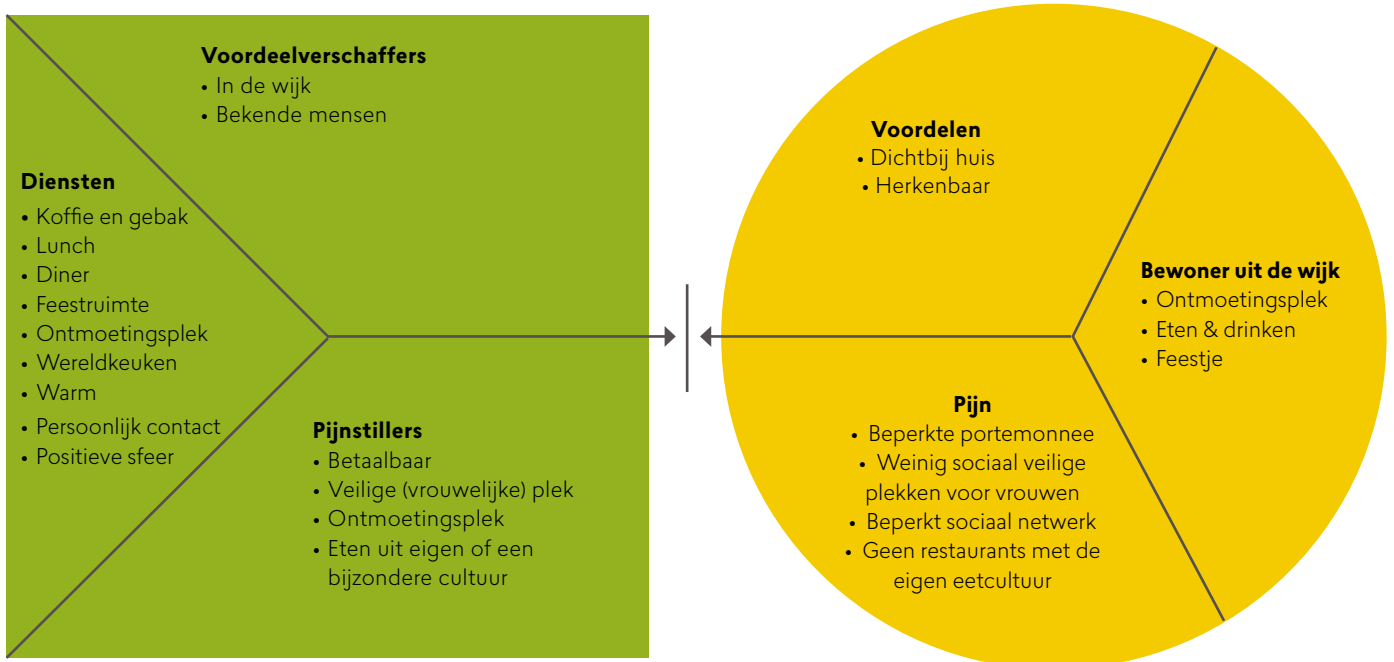 Voordeelverschaffers
• In de wijk
• Bekende mensen
Diensten
• Koffie en gebak
• Lunch
• Diner
• Feestruimte
• Ontmoetingsplek
• Wereldkeuken
• Warm
• Persoonlijk contact
• Positieve sfeer
Pijnstillers
• Betaalbaar
• Veilige (vrouwelijke) plek
• Ontmoetingsplek
• Eten uit eigen of een
bijzondere cultuur
Voordelen
• Dichtbij huis
• Herkenbaar
Bewoner uit de wijk
• Ontmoetingsplek
• Eten & drinken
• Feestje
Pijn
• Beperkte portemonnee
• Weinig sociaal veilige
plekken voor vrouwen
• Beperkt sociaal netwerk
• Geen restaurants met de
eigen eetcultuur